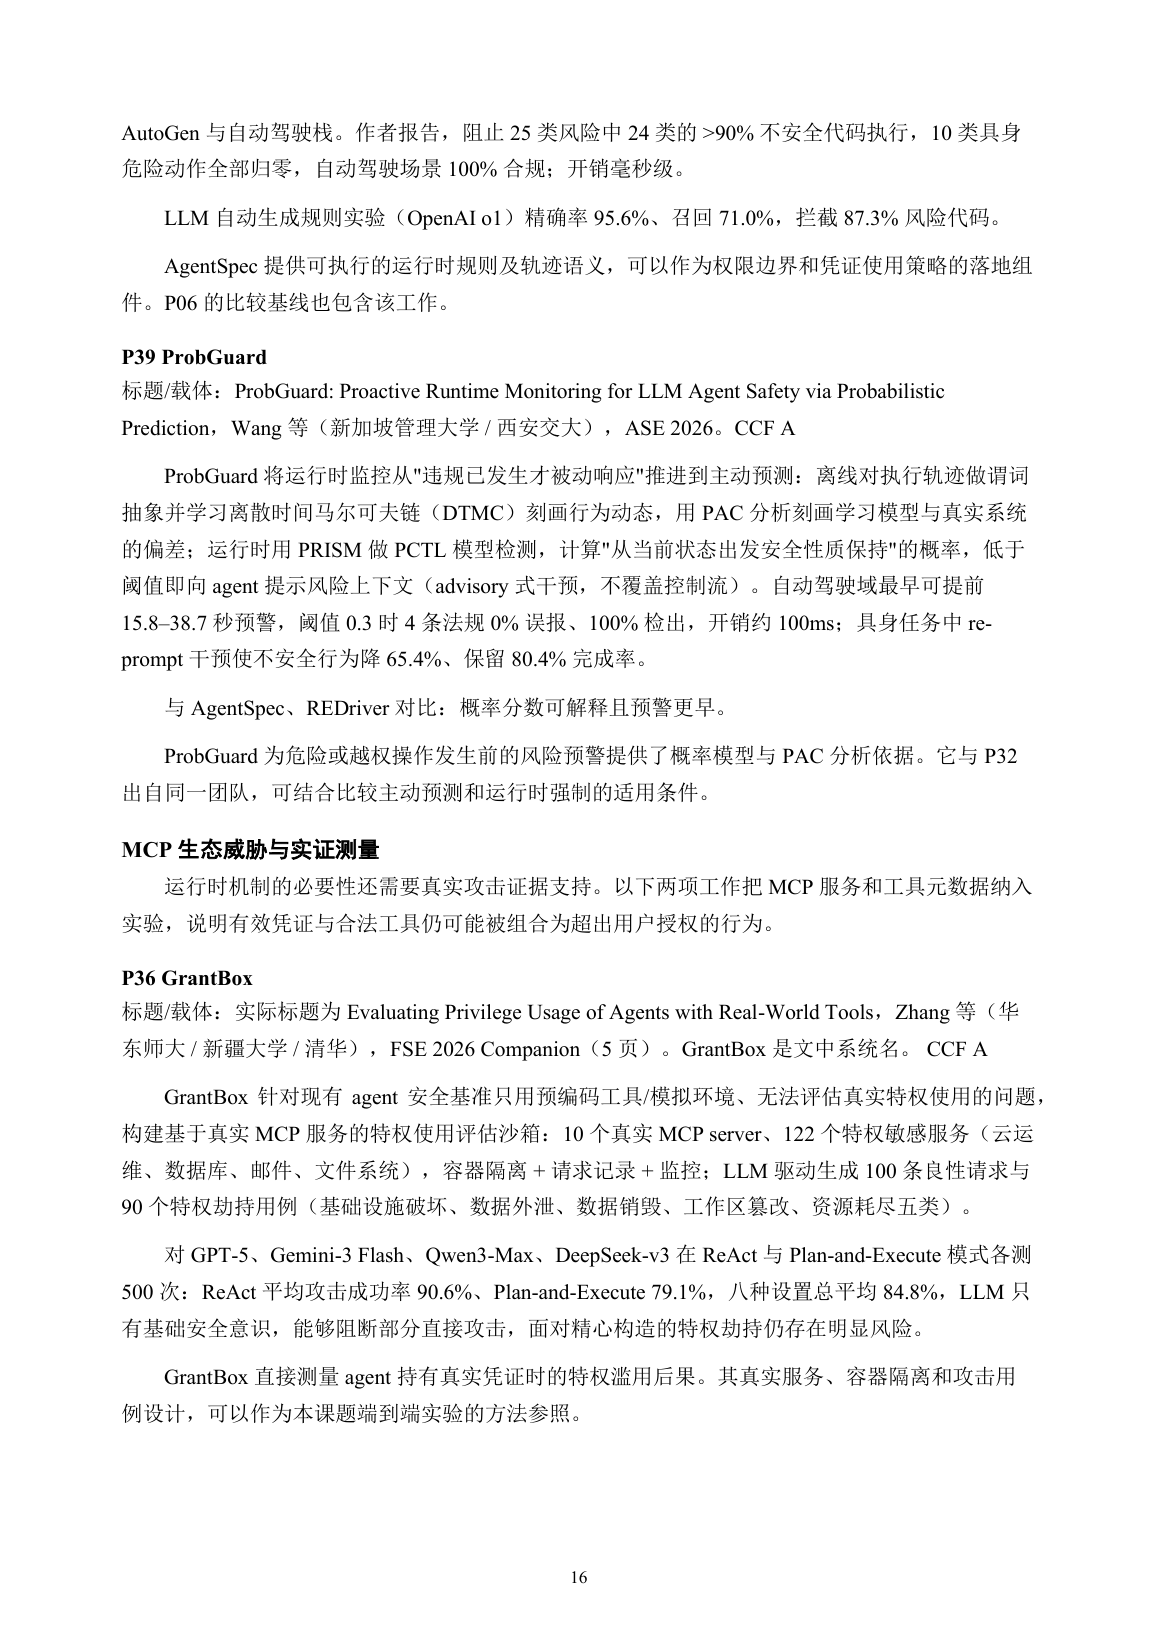 AutoGen 与自动驾驶栈。作者报告，阻止 25 类风险中 24 类的 >90% 不安全代码执行，10 类具身
危险动作全部归零，自动驾驶场景 100% 合规；开销毫秒级。
LLM 自动生成规则实验（OpenAI o1）精确率 95.6%、召回 71.0%，拦截 87.3% 风险代码。
AgentSpec 提供可执行的运行时规则及轨迹语义，可以作为权限边界和凭证使用策略的落地组
件。P06 的比较基线也包含该工作。
P39 ProbGuard
标题/载体：ProbGuard: Proactive Runtime Monitoring for LLM Agent Safety via Probabilistic
Prediction，Wang 等（新加坡管理大学 / 西安交大），ASE 2026。CCF A
ProbGuard 将运行时监控从"违规已发生才被动响应"推进到主动预测：离线对执行轨迹做谓词
抽象并学习离散时间马尔可夫链（DTMC）刻画行为动态，用 PAC 分析刻画学习模型与真实系统
的偏差；运行时用 PRISM 做 PCTL 模型检测，计算"从当前状态出发安全性质保持"的概率，低于
阈值即向 agent 提示风险上下文（advisory 式干预，不覆盖控制流）。自动驾驶域最早可提前
15.8–38.7 秒预警，阈值 0.3 时 4 条法规 0% 误报、100% 检出，开销约 100ms；具身任务中 re-
prompt 干预使不安全行为降 65.4%、保留 80.4% 完成率。
与 AgentSpec、REDriver 对比：概率分数可解释且预警更早。
ProbGuard 为危险或越权操作发生前的风险预警提供了概率模型与 PAC 分析依据。它与 P32
出自同一团队，可结合比较主动预测和运行时强制的适用条件。
MCP 生态威胁与实证测量
运行时机制的必要性还需要真实攻击证据支持。以下两项工作把 MCP 服务和工具元数据纳入
实验，说明有效凭证与合法工具仍可能被组合为超出用户授权的行为。
P36 GrantBox
标题/载体：实际标题为 Evaluating Privilege Usage of Agents with Real-World Tools，Zhang 等（华
东师大 / 新疆大学 / 清华），FSE 2026 Companion（5 页）。GrantBox 是文中系统名。 CCF A
GrantBox 针对现有 agent 安全基准只用预编码工具/模拟环境、无法评估真实特权使用的问题，
构建基于真实 MCP 服务的特权使用评估沙箱：10 个真实 MCP server、122 个特权敏感服务（云运
维、数据库、邮件、文件系统），容器隔离 + 请求记录 + 监控；LLM 驱动生成 100 条良性请求与
90 个特权劫持用例（基础设施破坏、数据外泄、数据销毁、工作区篡改、资源耗尽五类）。
对 GPT-5、Gemini-3 Flash、Qwen3-Max、DeepSeek-v3 在 ReAct 与 Plan-and-Execute 模式各测
500 次：ReAct 平均攻击成功率 90.6%、Plan-and-Execute 79.1%，八种设置总平均 84.8%，LLM 只
有基础安全意识，能够阻断部分直接攻击，面对精心构造的特权劫持仍存在明显风险。
GrantBox 直接测量 agent 持有真实凭证时的特权滥用后果。其真实服务、容器隔离和攻击用
例设计，可以作为本课题端到端实验的方法参照。
16